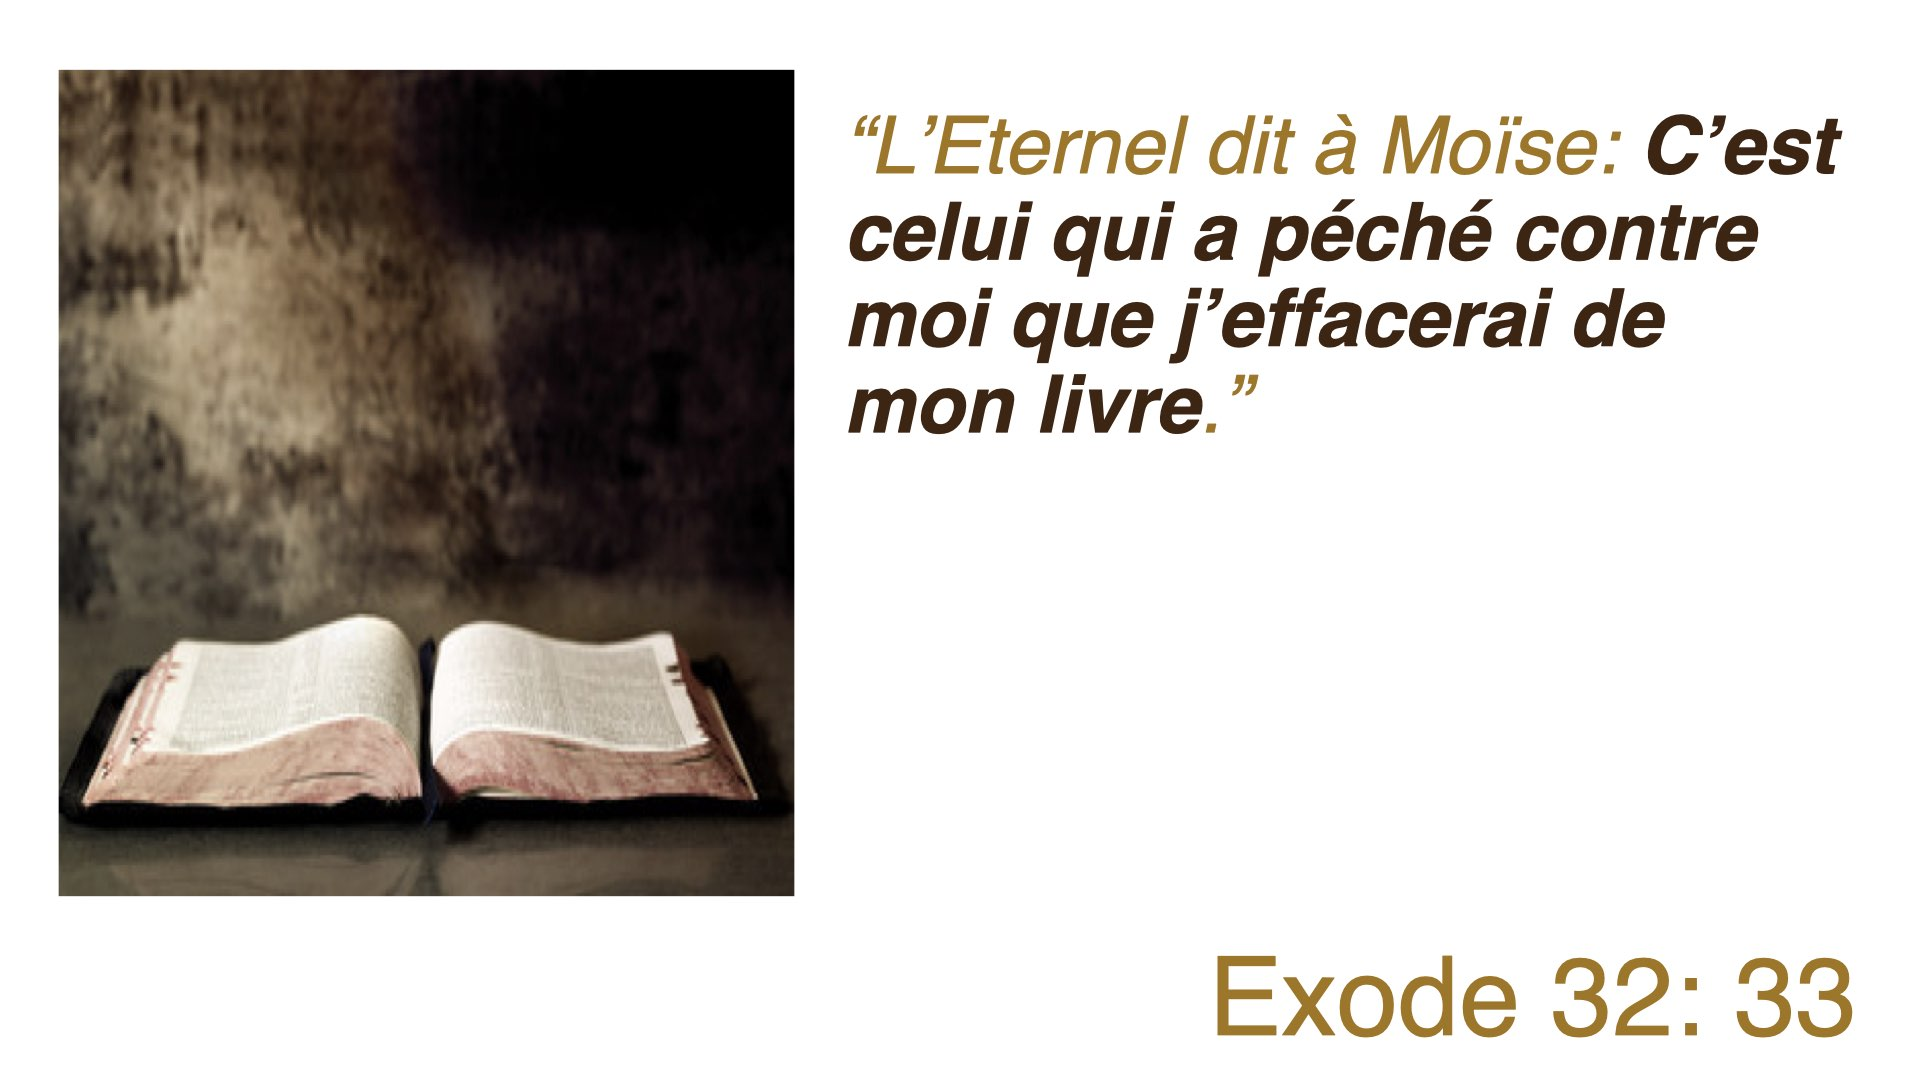 “L’Eternel dit à Moïse: C’est
celui qui a péché contre
moi que j’effacerai de
mon livre.”
Exode 32: 33